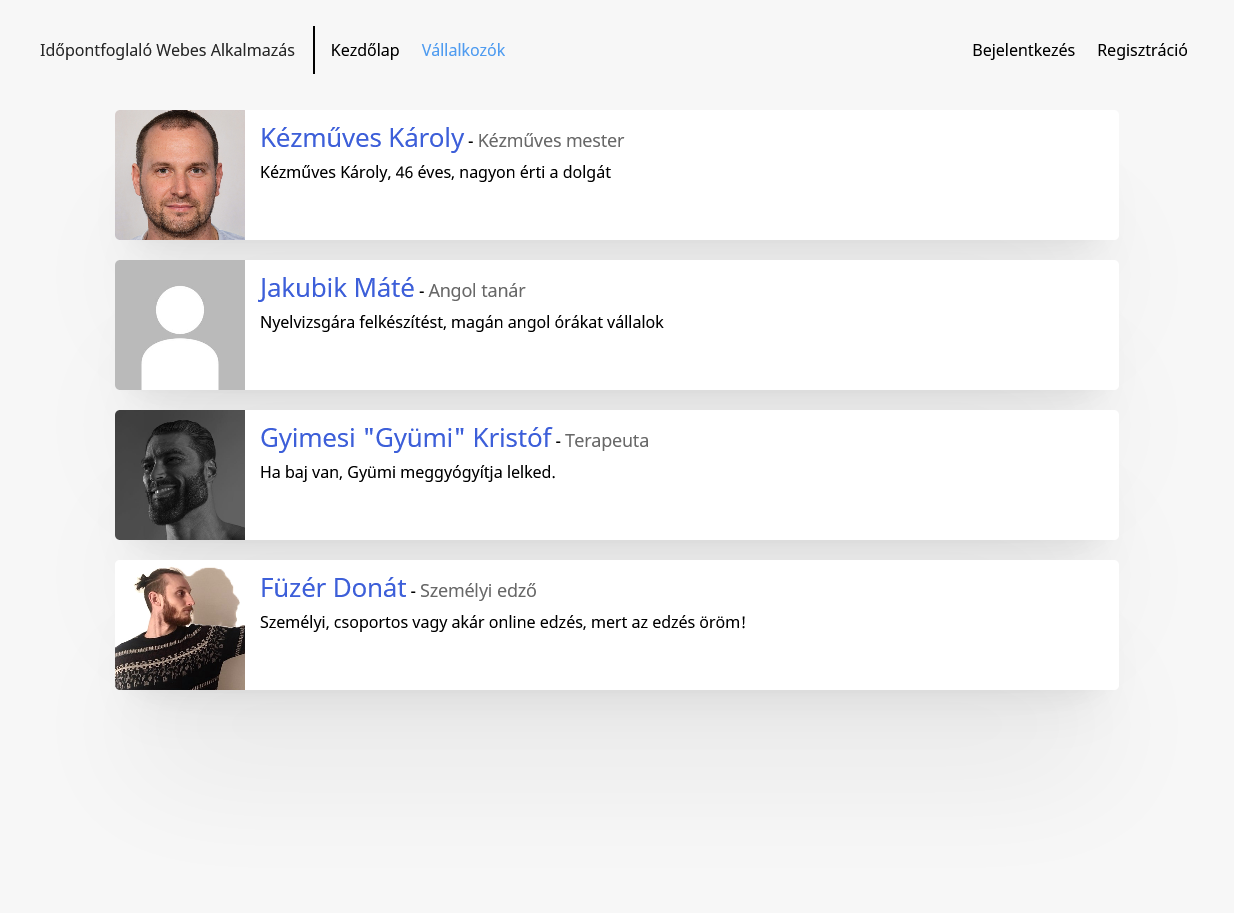 Időpontfoglaló Webes Alkalmazás Kezdőlap Vállalkozók Bejelentkezés Regisztráció
Kézműves Károly - Kézműves mester
Kézműves Károly, 46 éves, nagyon érti a dolgát
Jakubik Máté - Angol tanár
Nyelvizsgára felkészítést, magán angol órákat vállalok
Gyimesi "Gyümi" Kristóf - Terapeuta
Ha baj van, Gyümi meggyógyítja lelked.
Füzér Donát - Személyi edző
Személyi, csoportos vagy akár online edzés, mert az edzés öröm!